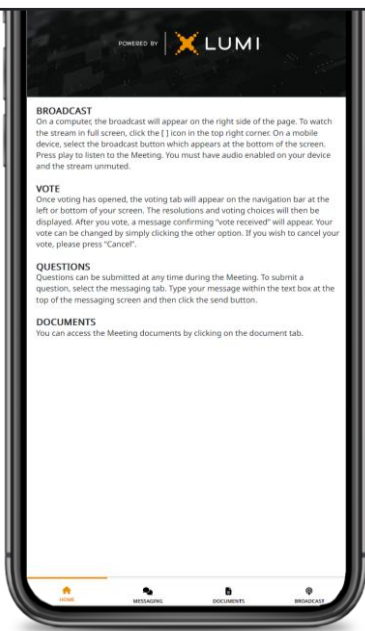 POWERED BY LUMI
BROADCAST
On a computer, the broadcast will appear on the right side of the page. To watch
the stream in full screen, click the [ ] icon in the top right corner. On a mobile
device, select the broadcast button which appears at the bottom of the screen.
Press play to listen to the Meeting. You must have audio enabled on your device
and the stream unmuted.
VOTE
Once voting has opened, the voting tab will appear on the navigation bar at the
left or bottom of your screen. The resolutions and voting choices will then be
displayed. After you vote, a message confirming "vote received" will appear. Your
vote can be changed by simply clicking the other option. If you wish to cancel your
vote, please press "Cancel".
QUESTIONS
Questions can be submitted at any time during the Meeting. To submit a
question, select the messaging tab. Type your message within the text box at the
top of the messaging screen and then click the send button.
DOCUMENTS
You can access the Meeting documents by clicking on the document tab.
HOME MESSAGING DOCUMENTS BROADCAST